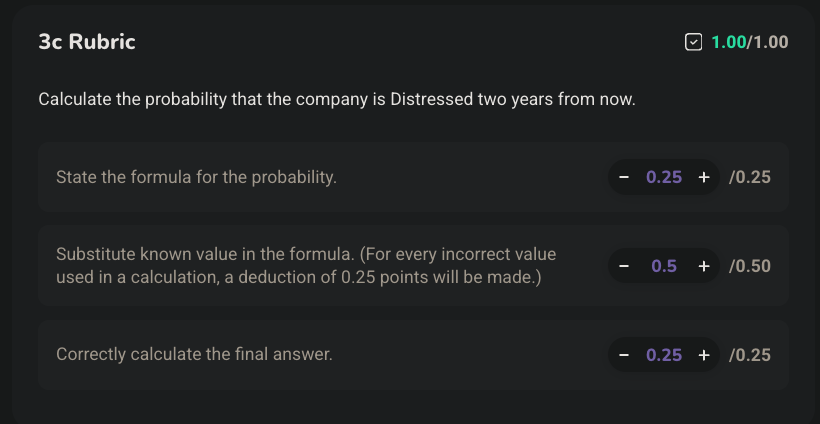 3c Rubric
1.00/1.00
Calculate the probability that the company is Distressed two years from now.
State the formula for the probability.
− 0.25 + /0.25
Substitute known value in the formula. (For every incorrect value
used in a calculation, a deduction of 0.25 points will be made.)
− 0.5 + /0.50
Correctly calculate the final answer.
− 0.25 + /0.25